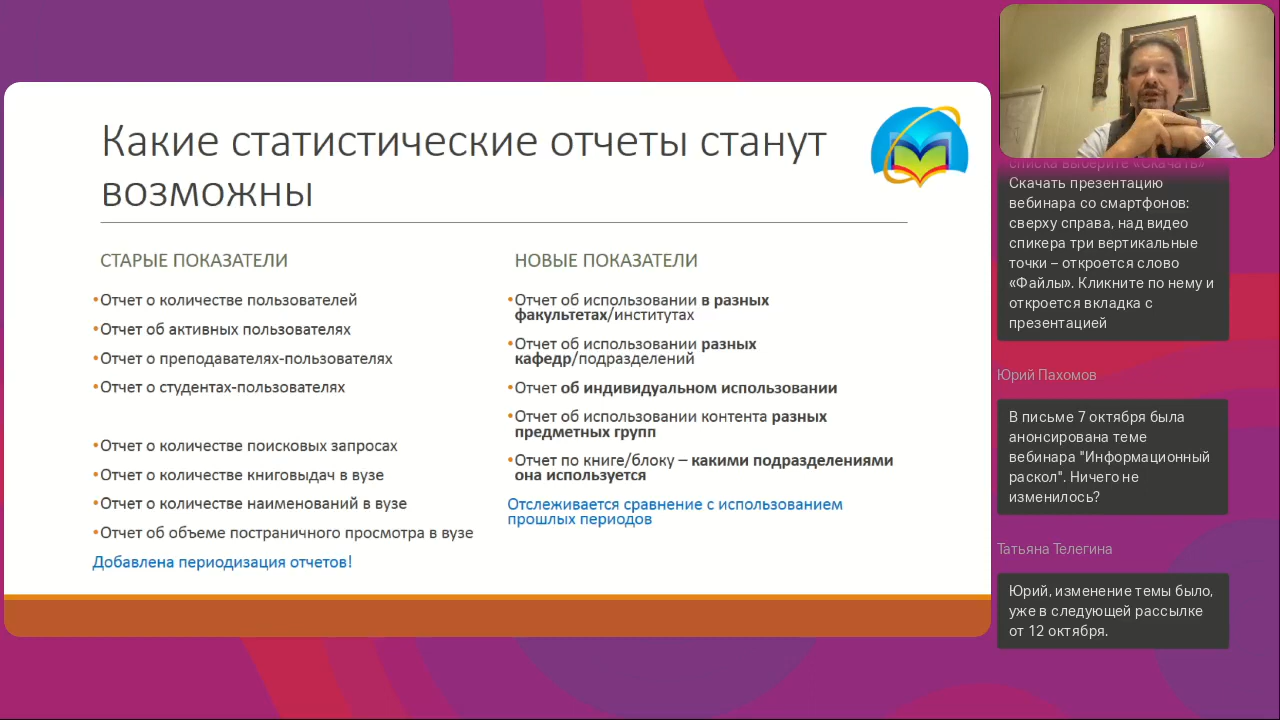 Какие статистические отчеты станут
возможны
СТАРЫЕ ПОКАЗАТЕЛИ
•Отчет о количестве пользователей
•Отчет об активных пользователях
•Отчет о преподавателях-пользователях
•Отчет о студентах-пользователях
•Отчет о количестве поисковых запросах
•Отчет о количестве книговыдач в вузе
•Отчет о количестве наименований в вузе
•Отчет об объеме постраничного просмотра в вузе
Добавлена периодизация отчетов!
НОВЫЕ ПОКАЗАТЕЛИ
•Отчет об использовании в разных
факультетах/институтах
•Отчет об использовании разных
кафедр/подразделений
•Отчет об индивидуальном использовании
•Отчет об использовании контента разных
предметных групп
•Отчет по книге/блоку – какими подразделениями
она используется
Отслеживается сравнение с использованием
прошлых периодов
списка выберите «Скачать»
Скачать презентацию
вебинара со смартфонов:
сверху справа, над видео
спикера три вертикальные
точки – откроется слово
«Файлы». Кликните по нему и
откроется вкладка с
презентацией
Юрий Пахомов
В письме 7 октября была
анонсирована теме
вебинара "Информационный
раскол". Ничего не
изменилось?
Татьяна Телегина
Юрий, изменение темы было,
уже в следующей рассылке
от 12 октября.